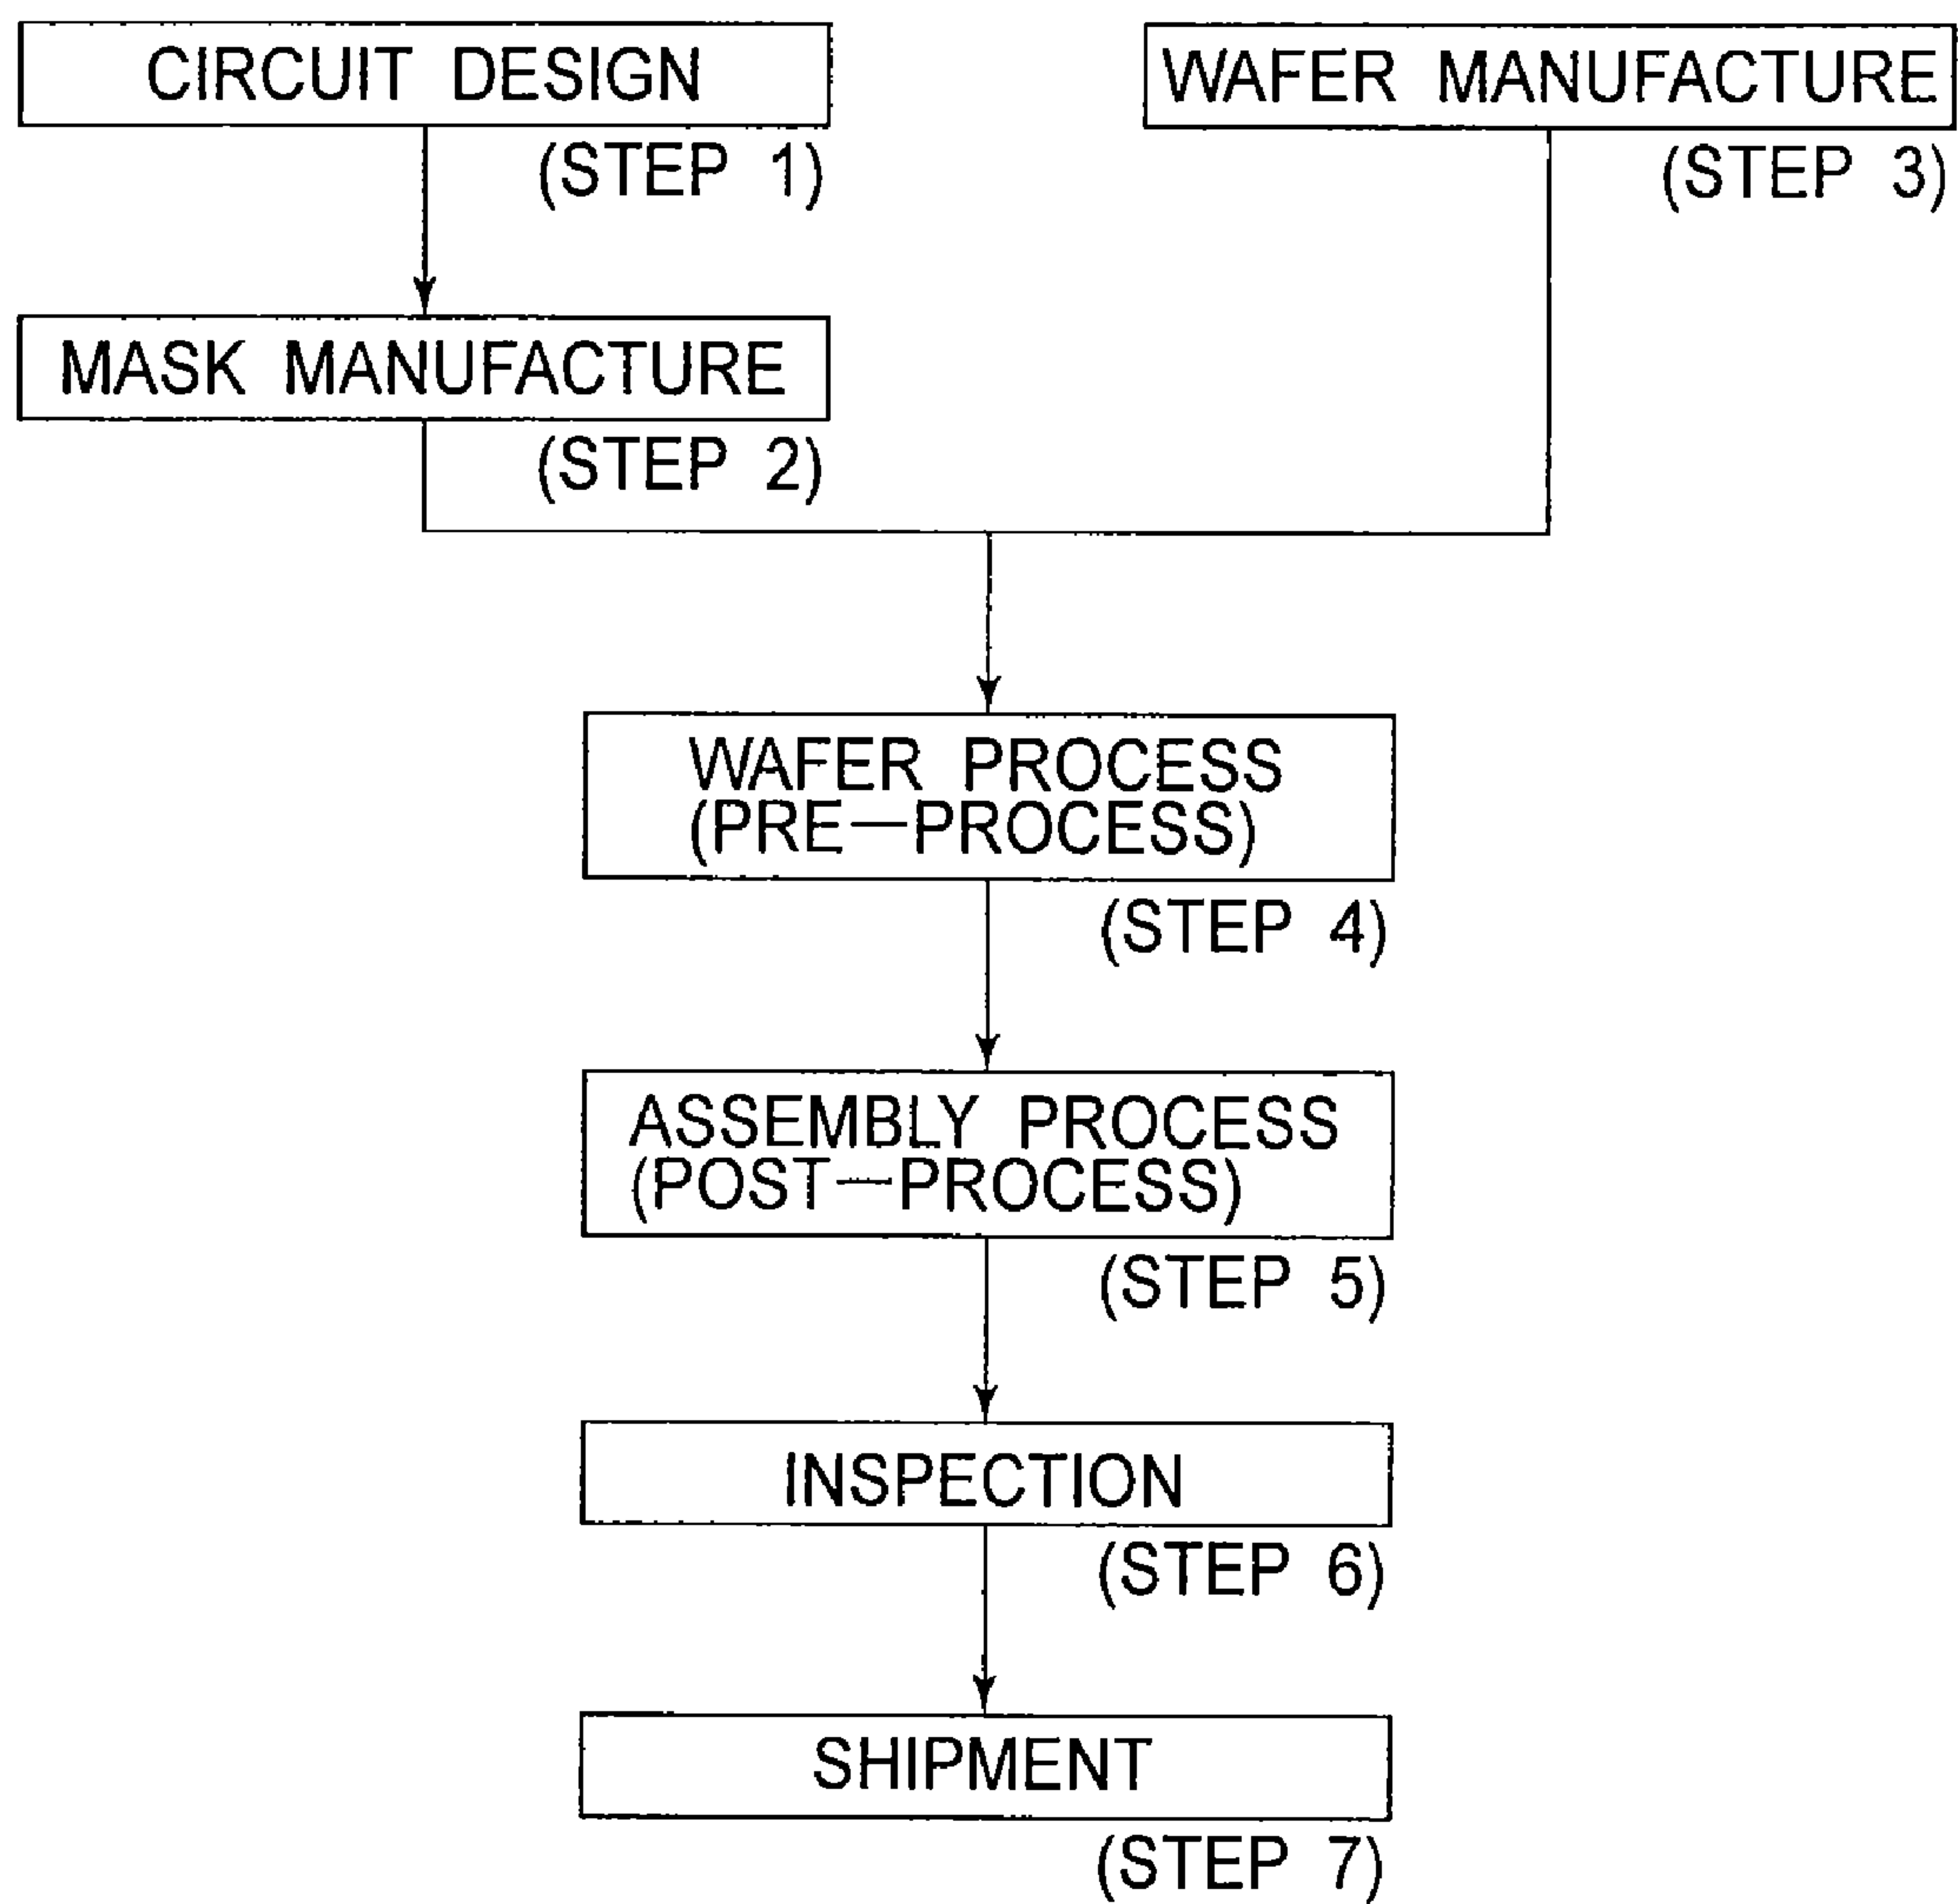 CIRCUIT DESIGN
(STEP 1)
WAFER MANUFACTURE
(STEP 3)
MASK MANUFACTURE
(STEP 2)
WAFER PROCESS
(PRE—PROCESS)
(STEP 4)
ASSEMBLY PROCESS
(POST—PROCESS)
(STEP 5)
INSPECTION
(STEP 6)
SHIPMENT
(STEP 7)